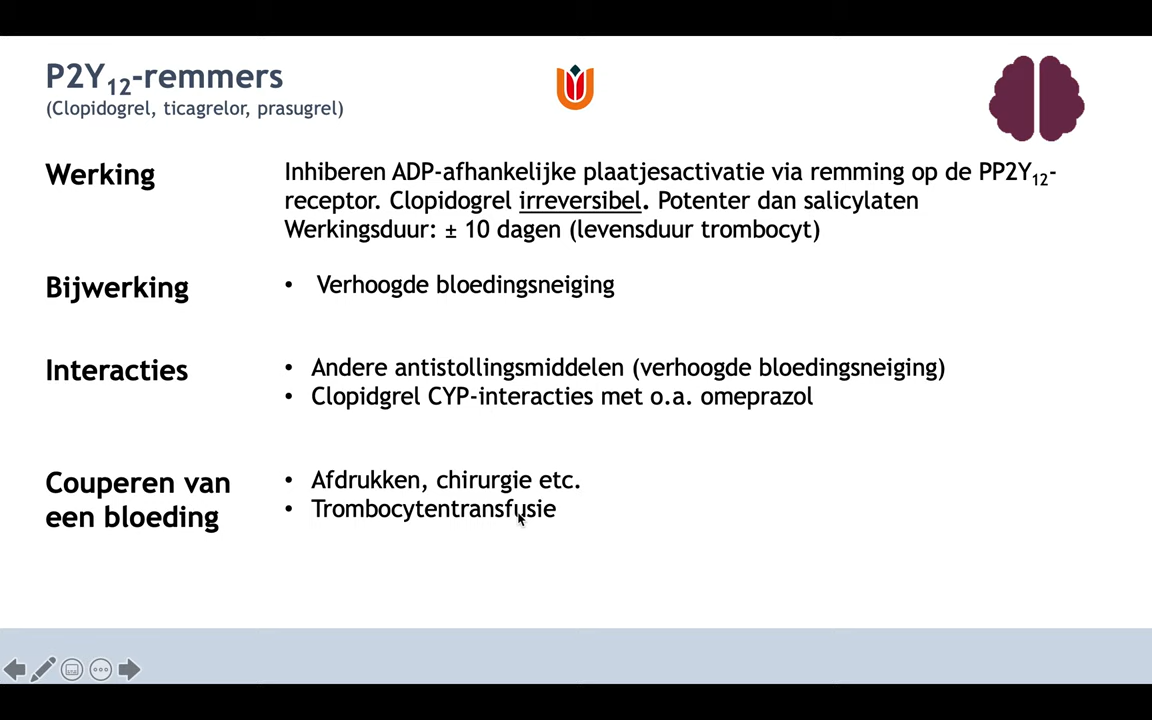 P2Y12-remmers
(Clopidogrel, ticagrelor, prasugrel)
Werking
Inhiberen ADP-afhankelijke plaatjesactivatie via remming op de PP2Y12-
receptor. Clopidogrel irreversibel. Potenter dan salicylaten
Werkingsduur: ± 10 dagen (levensduur trombocyt)
Bijwerking
• Verhoogde bloedingsneiging
Interacties
• Andere antistollingsmiddelen (verhoogde bloedingsneiging)
• Clopidgrel CYP-interacties met o.a. omeprazol
Couperen van
een bloeding
• Afdrukken, chirurgie etc.
• Trombocytentransfusie